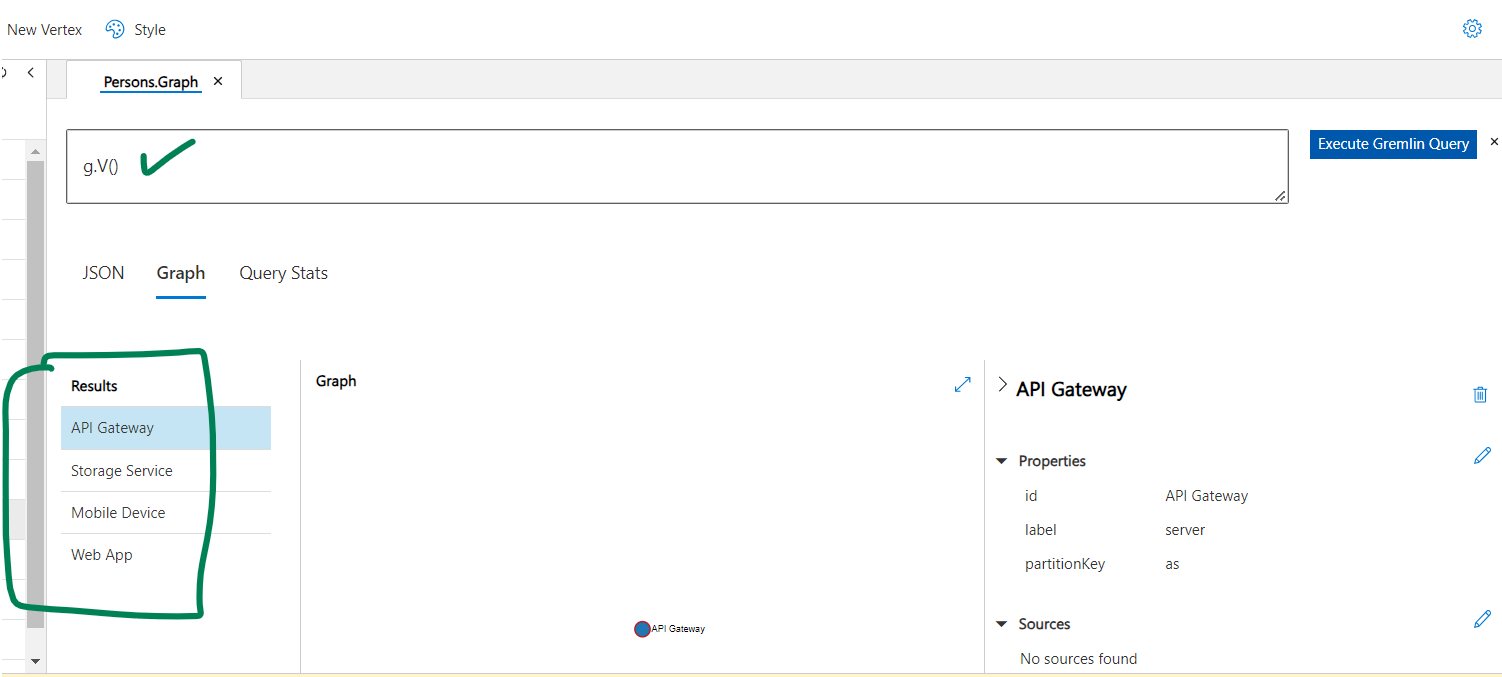 New Vertex Style
Persons.Graph
g.V()
Execute Gremlin Query
JSON Graph Query Stats
Results
API Gateway
Storage Service
Mobile Device
Web App
Graph
API Gateway
API Gateway
Properties
id API Gateway
label server
partitionKey as
Sources
No sources found